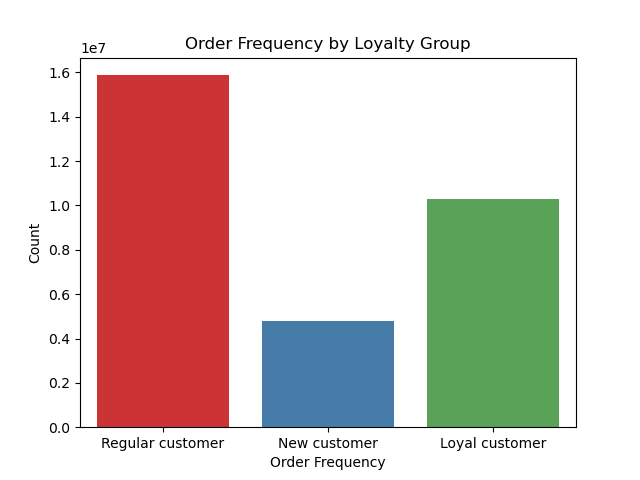 Order Frequency by Loyalty Group
1e7
1.6
1.4
1.2
1.0
0.8
0.6
0.4
0.2
0.0
Count
Regular customer
New customer
Loyal customer
Order Frequency